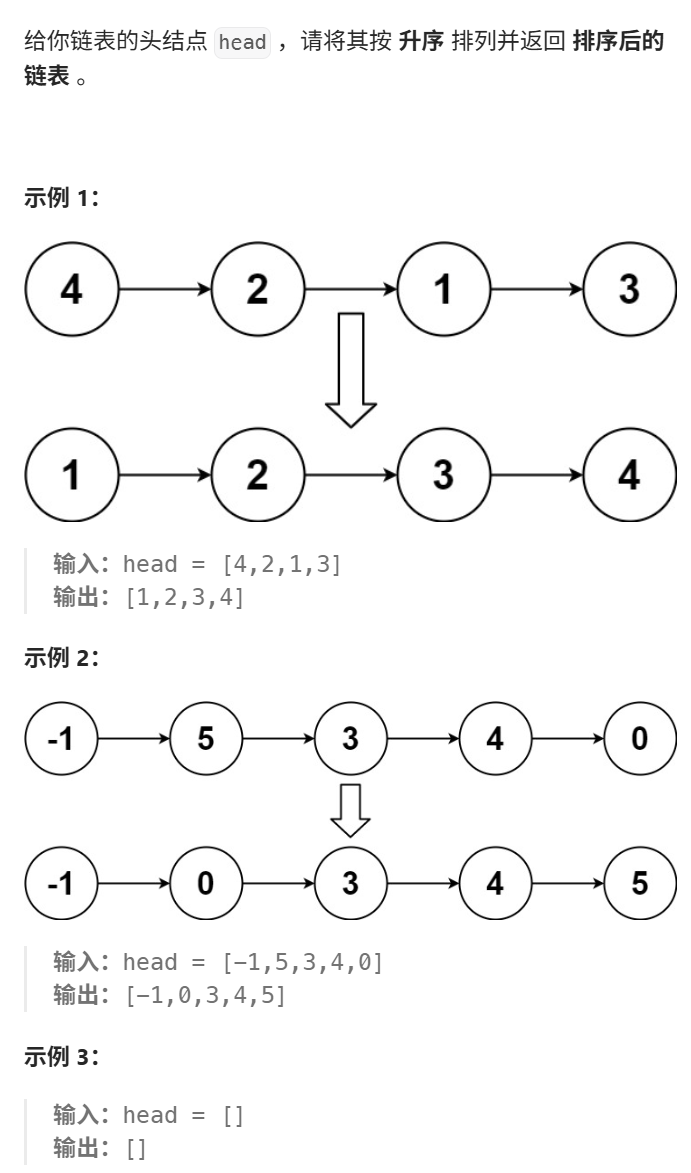 给你链表的头结点 head ，请将其按 升序 排列并返回 排序后的
链表 。
示例 1：
4 2 1 3
1 2 3 4
输入：head = [4,2,1,3]
输出：[1,2,3,4]
示例 2：
-1 5 3 4 0
-1 0 3 4 5
输入：head = [-1,5,3,4,0]
输出：[-1,0,3,4,5]
示例 3：
输入：head = []
输出：[]